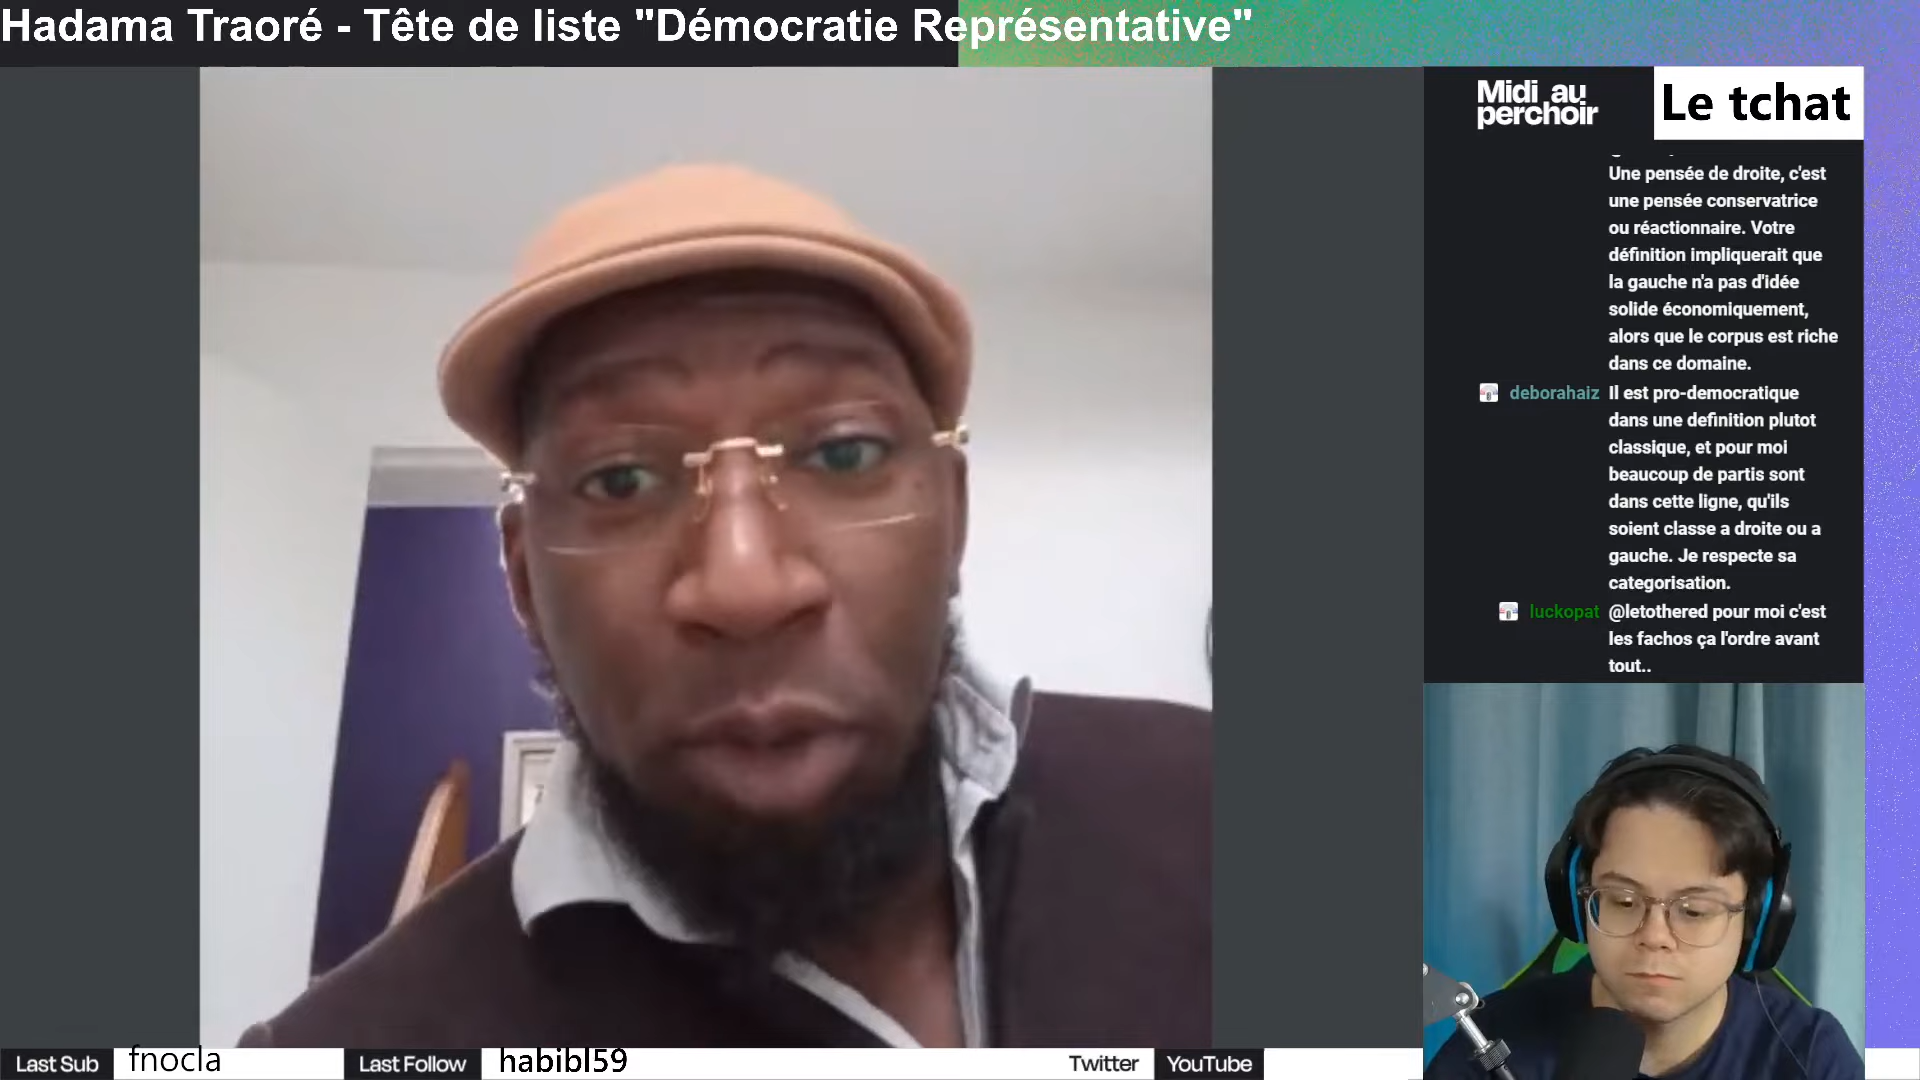 Hadama Traoré - Tête de liste "Démocratie Représentative"
Midi au
perchoir
Le tchat
Une pensée de droite, c'est
une pensée conservatrice
ou réactionnaire. Votre
définition impliquerait que
la gauche n'a pas d'idée
solide économiquement,
alors que le corpus est riche
dans ce domaine.
deborahaiz Il est pro-democratique
dans une definition plutot
classique, et pour moi
beaucoup de partis sont
dans cette ligne, qu'ils
soient classe a droite ou a
gauche. Je respecte sa
categorisation.
luckopat @letothered pour moi c'est
les fachos ça l'ordre avant
tout..
Last Sub fnocla Last Follow habibl59 Twitter YouTube